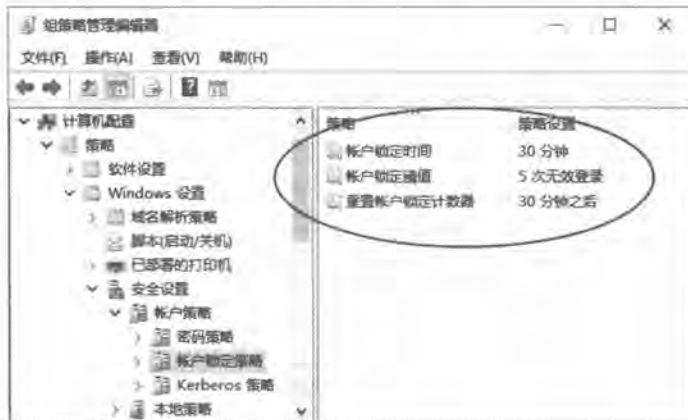 组策略管理编辑器
文件(F) 操作(A) 查看(V) 帮助(H)
计算机配置
策略
软件设置
Windows 设置
域名解析策略
脚本(启动/关机)
已部署的打印机
安全设置
帐户策略
密码策略
帐户锁定策略
Kerberos 策略
本地策略
策略 策略设置
帐户锁定时间 30 分钟
帐户锁定阈值 5 次无效登录
重置帐户锁定计数器 30 分钟之后